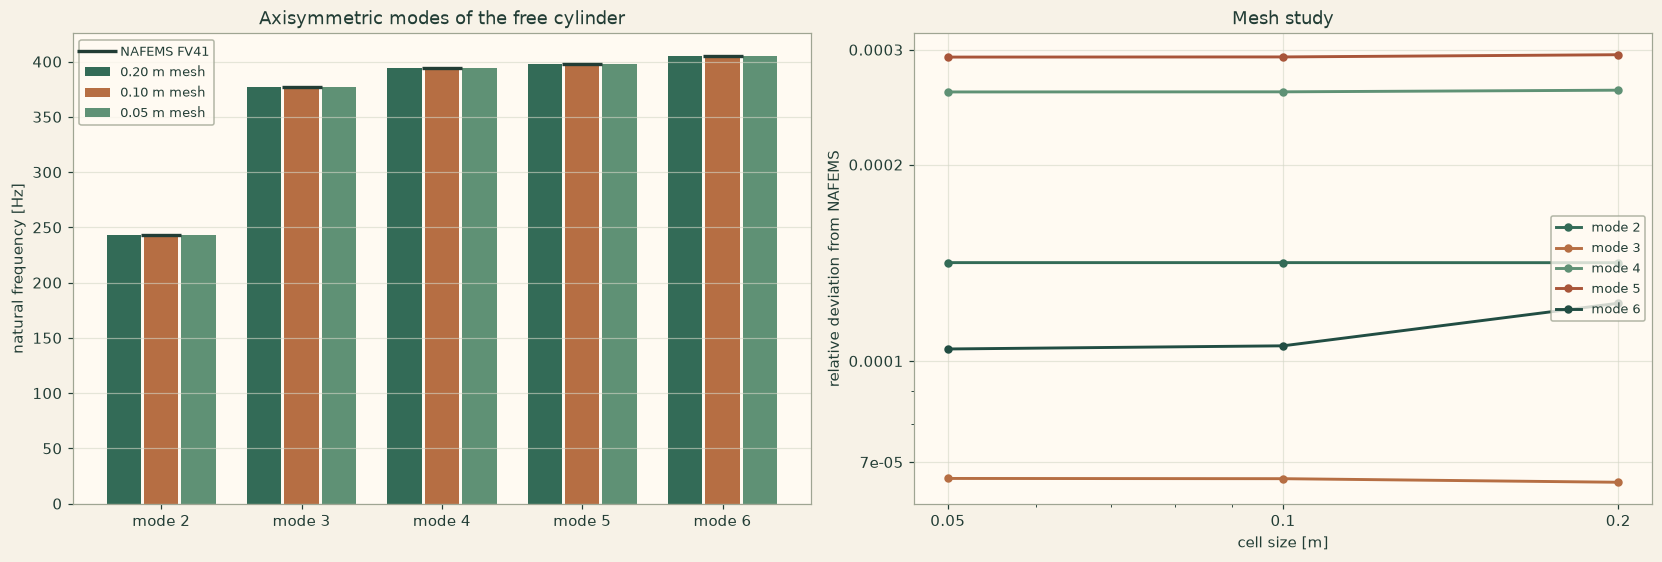 Axisymmetric modes of the free cylinder
natural frequency [Hz]
400
350
300
250
200
150
100
50
0
NAFEMS FV41
0.20 m mesh
0.10 m mesh
0.05 m mesh
mode 2
mode 3
mode 4
mode 5
mode 6
Mesh study
relative deviation from NAFEMS
0.0003
0.0002
0.0001
7e-05
mode 2
mode 3
mode 4
mode 5
mode 6
0.05
0.1
0.2
cell size [m]